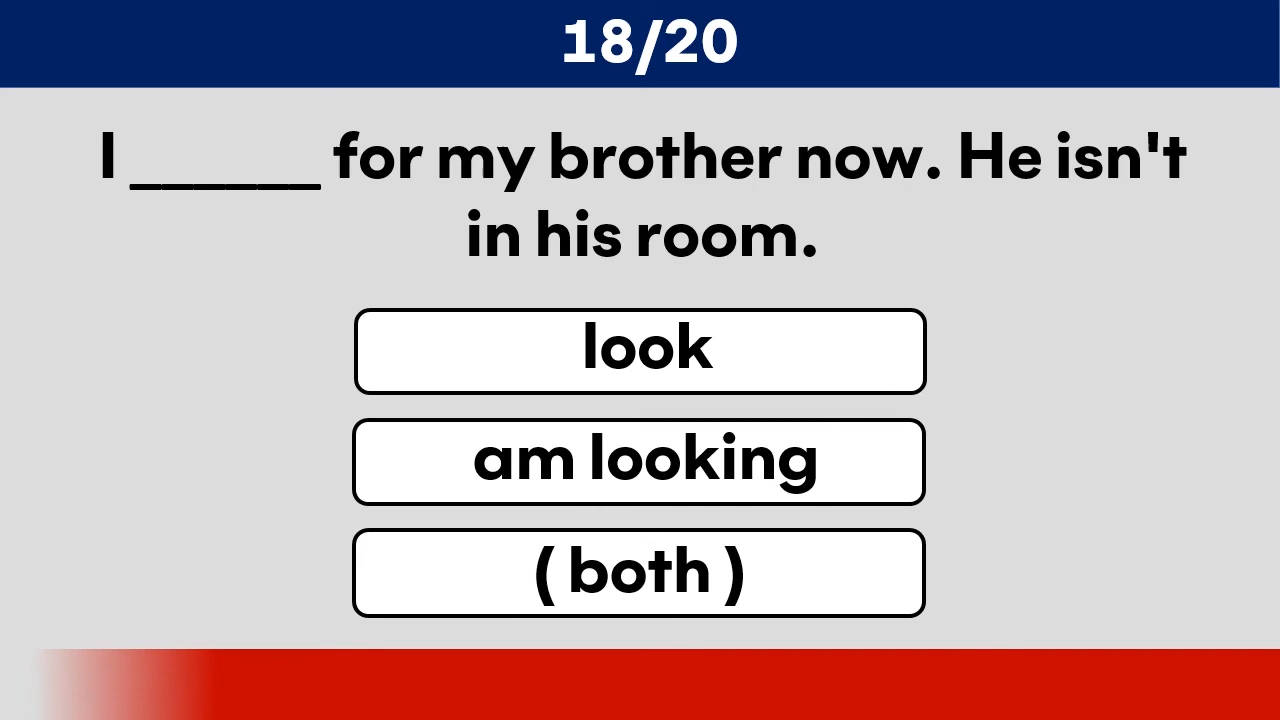 18/20
I ______ for my brother now. He isn't
in his room.
look
am looking
( both )